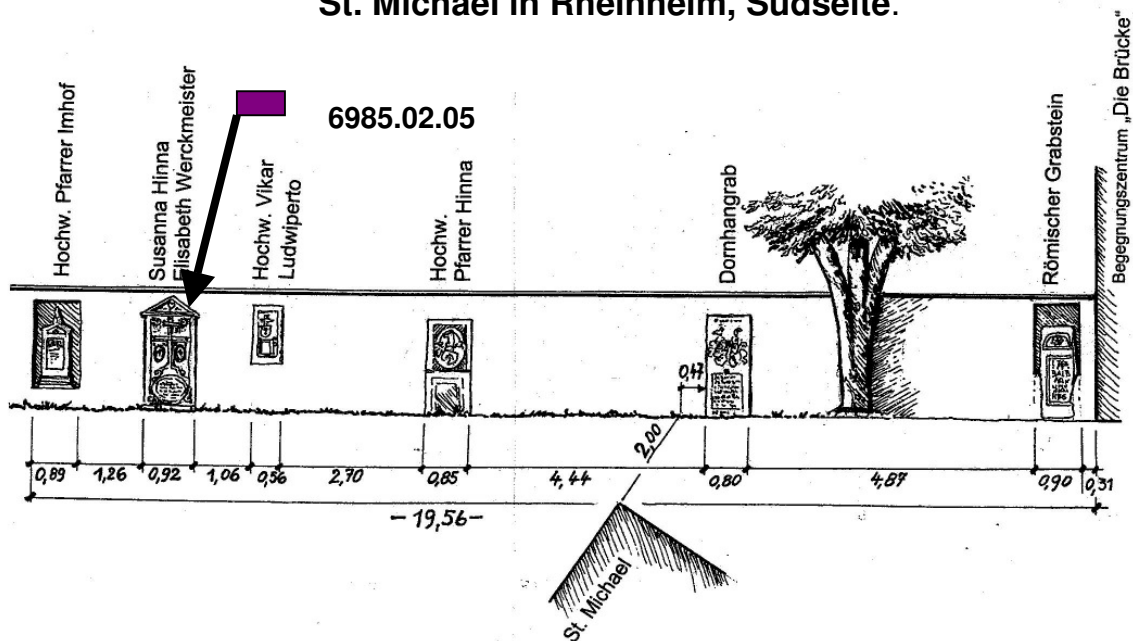 St. Michael in Rheinheim, Südseite.
6985.02.05
Hochw. Pfarrer Imhof
Susanna Hinna
Elisabeth Werckmeister
Hochw. Vikar
Ludwiperto
Hochw.
Pfarrer Hinna
Domhangrab
Römischer Grabstein
Begegnungszentrum „Die Brücke“
0,47
2,00
0,89
1,26
0,92
1,06
0,56
2,70
0,85
4,44
0,80
4,87
0,90
0,31
– 19,56 –
St. Michael